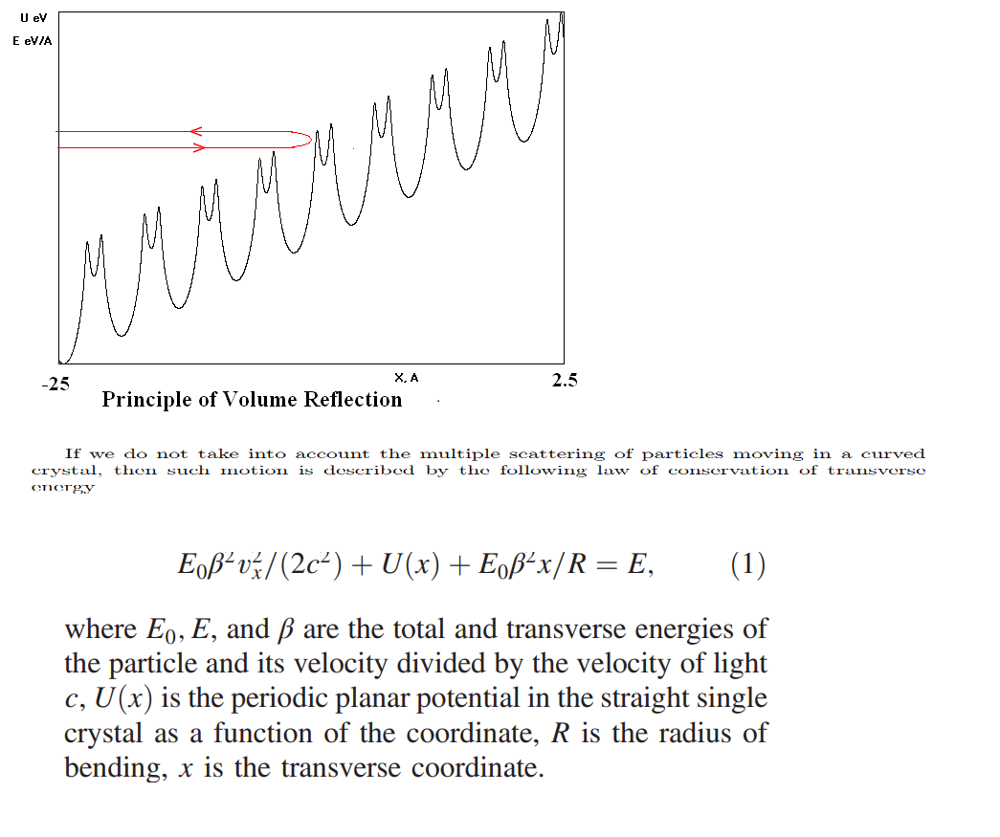 U eV
E eV/A
-25
X, A
2.5
Principle of Volume Reflection
If we do not take into account the multiple scattering of particles moving in a curved
crystal, then such motion is described by the following law of conservation of transverse
energy
E₀β²vₓ²/(2c²) + U(x) + E₀β²x/R = E, (1)
where E₀, E, and β are the total and transverse energies of
the particle and its velocity divided by the velocity of light
c, U(x) is the periodic planar potential in the straight single
crystal as a function of the coordinate, R is the radius of
bending, x is the transverse coordinate.